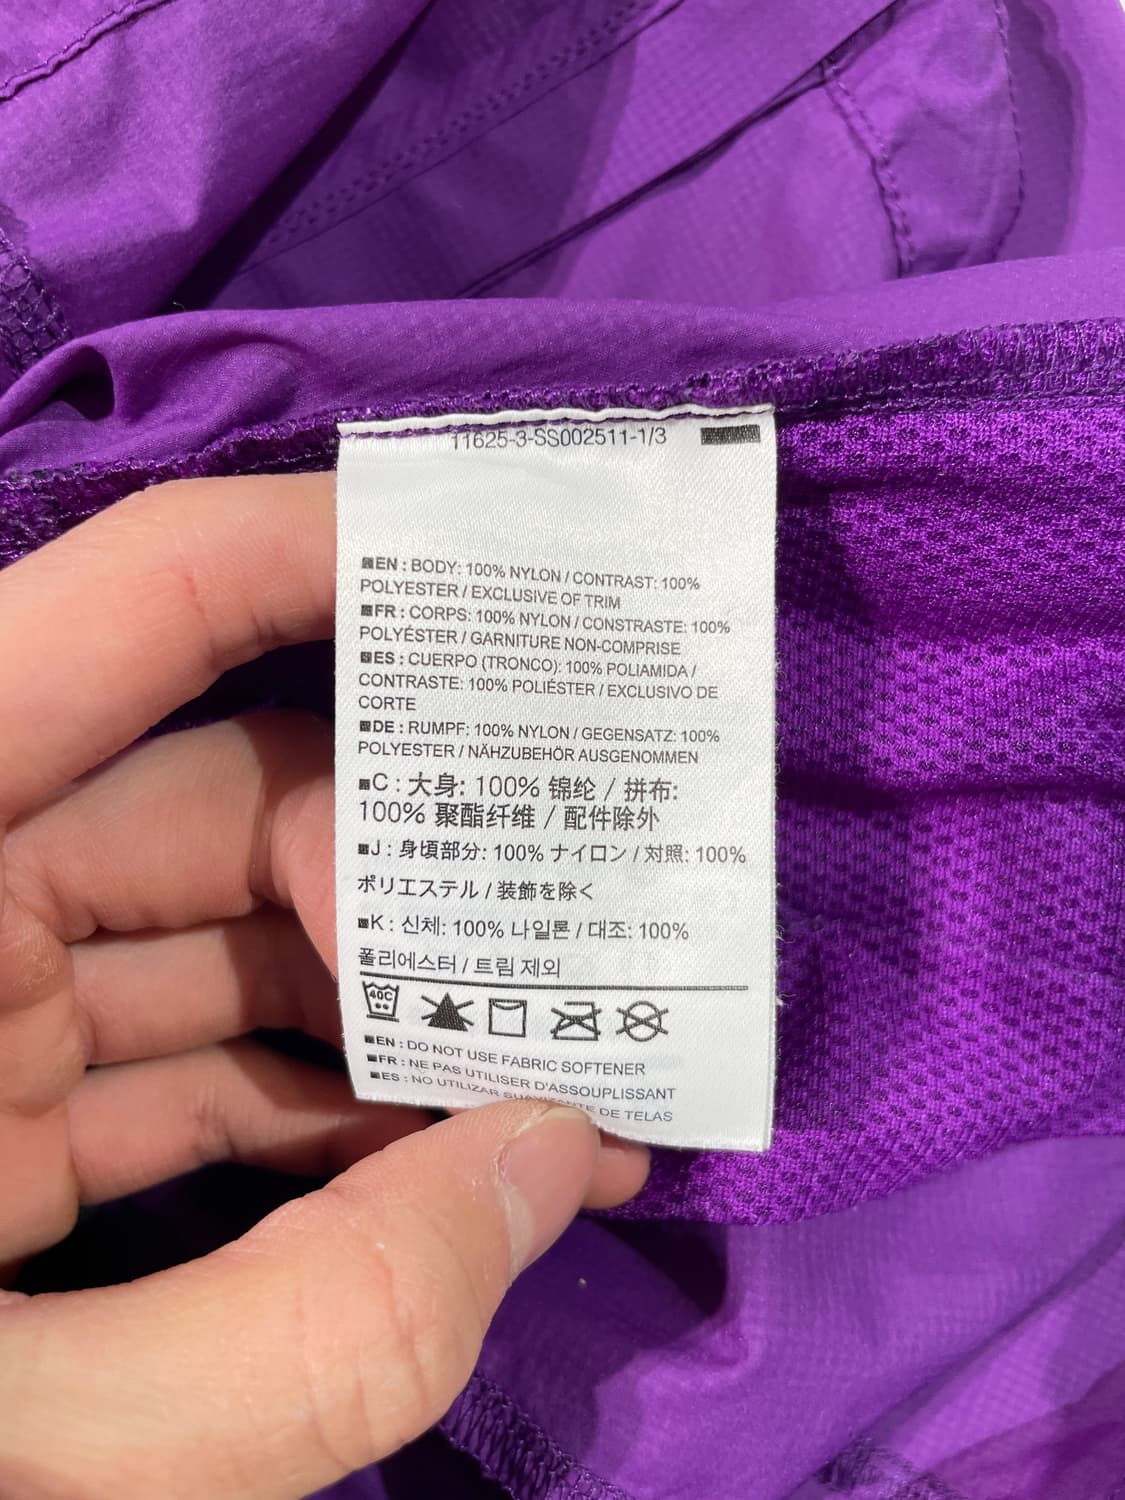 11625-3-SS002511-1/3
EN : BODY: 100% NYLON / CONTRAST: 100%
POLYESTER / EXCLUSIVE OF TRIM
FR : CORPS: 100% NYLON / CONSTRASTE: 100%
POLYÉSTER / GARNITURE NON-COMPRISE
ES : CUERPO (TRONCO): 100% POLIAMIDA /
CONTRASTE: 100% POLIÉSTER / EXCLUSIVO DE
CORTE
DE : RUMPF: 100% NYLON / GEGENSATZ: 100%
POLYESTER / NÄHZUBEHÖR AUSGENOMMEN
C : 大身: 100% 锦纶 / 拼布:
100% 聚酯纤维 / 配件除外
J : 身頃部分: 100% ナイロン / 対照: 100%
ポリエステル / 装飾を除く
K : 신체: 100% 나일론 / 대조: 100%
폴리에스터 / 트림 제외
40C
EN : DO NOT USE FABRIC SOFTENER
FR : NE PAS UTILISER D'ASSOUPLISSANT
ES : NO UTILIZAR SUAVIZANTE DE TELAS